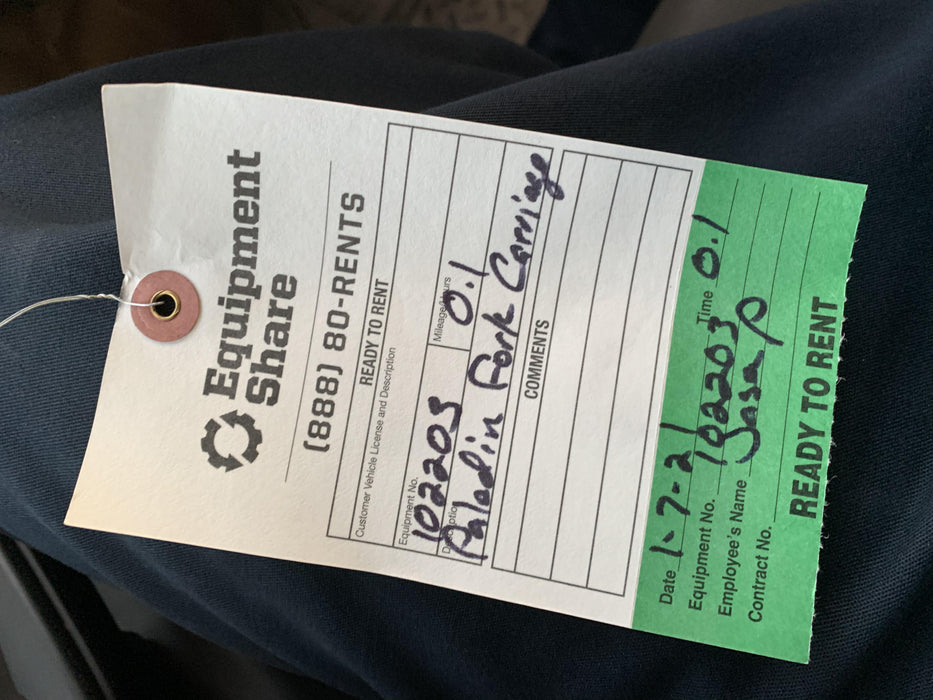 Equipment
Share
(888) 80-RENTS
READY TO RENT
Customer Vehicle License and Description
Equipment No. Mileage/Hours
102203 0.1
Description
Paladin Fork Carriage
COMMENTS
Date 1-7-21 Time 0.1
Equipment No. 102203
Employee's Name Jasa P
Contract No.
READY TO RENT